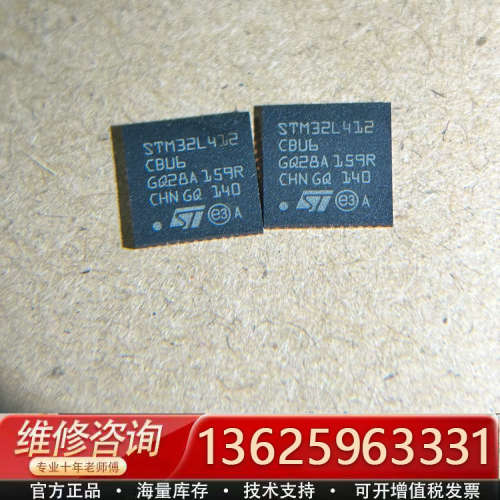 STM32L412
CBU6
GQ28A 159R
CHN GQ 140
ST e3 A
STM32L412
CBU6
GQ28A 159R
CHN GQ 140
ST e3 A
维修咨询
专业十年老师傅
13625963331
官方正品 · 海量库存 · 技术支持 · 可开增值税发票